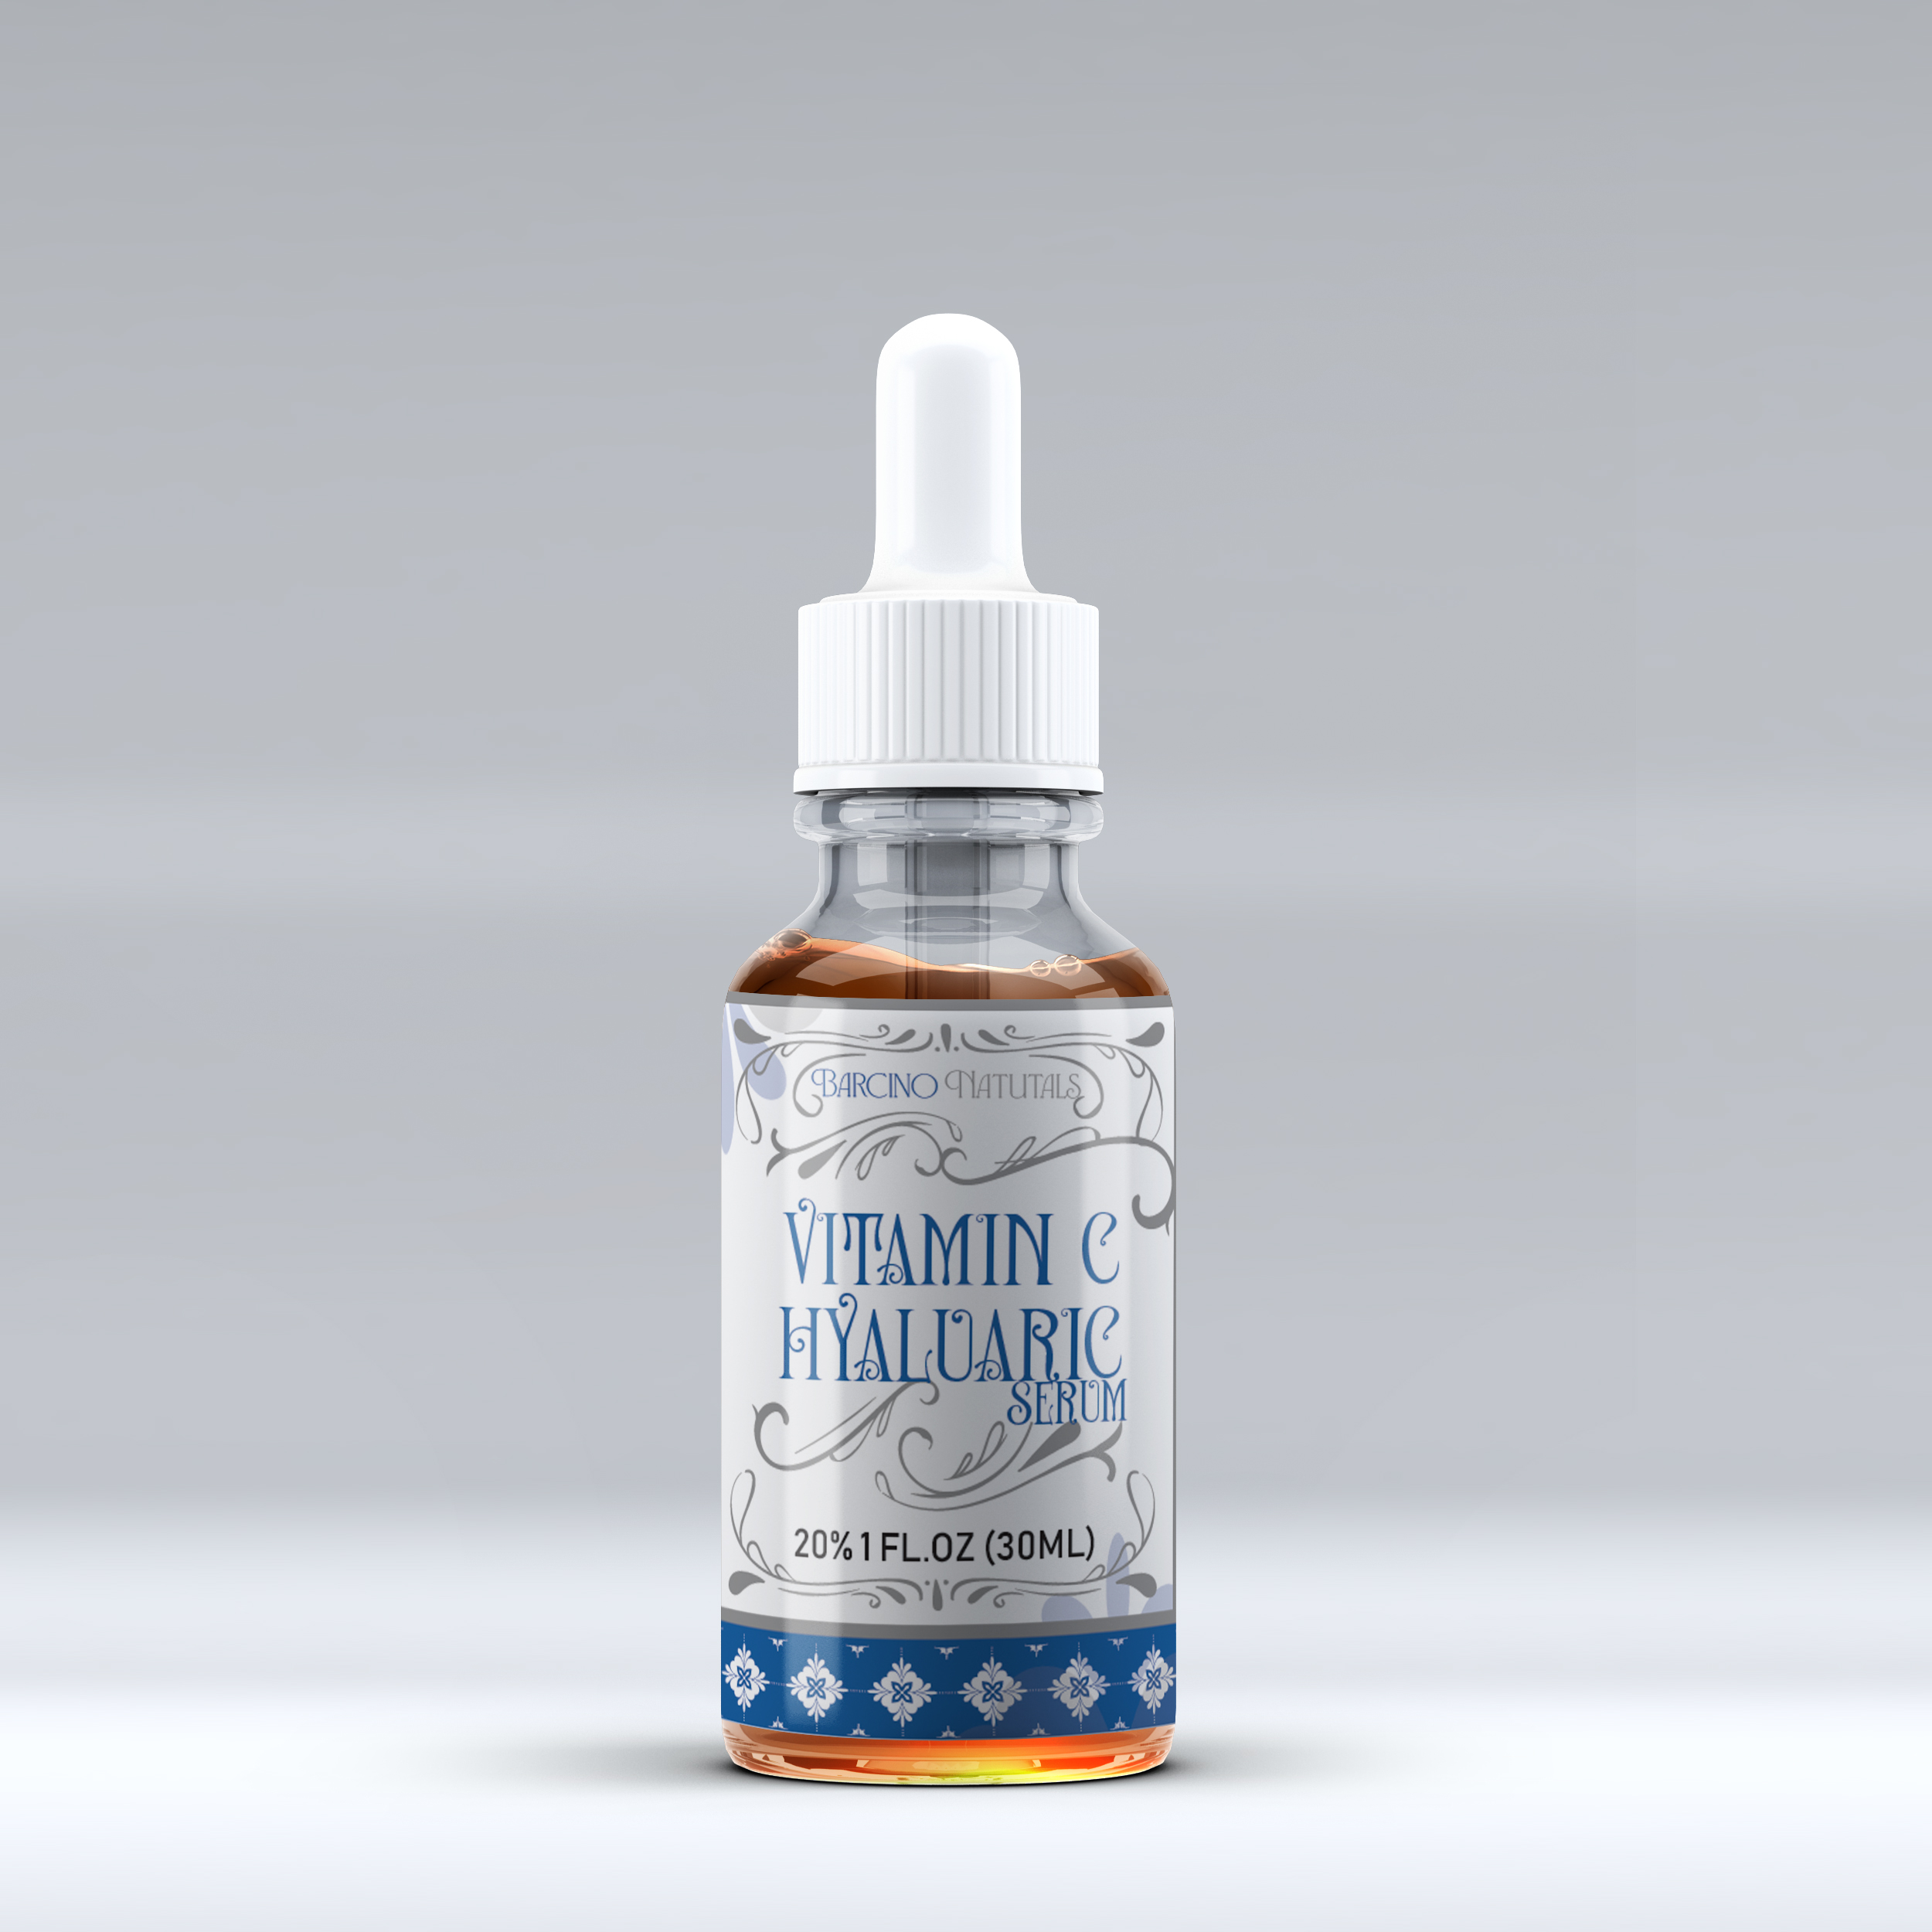 BARCINO NATUTALS
VITAMIN C
HYALUARIC
SERUM
20% 1 FL.OZ (30ML)